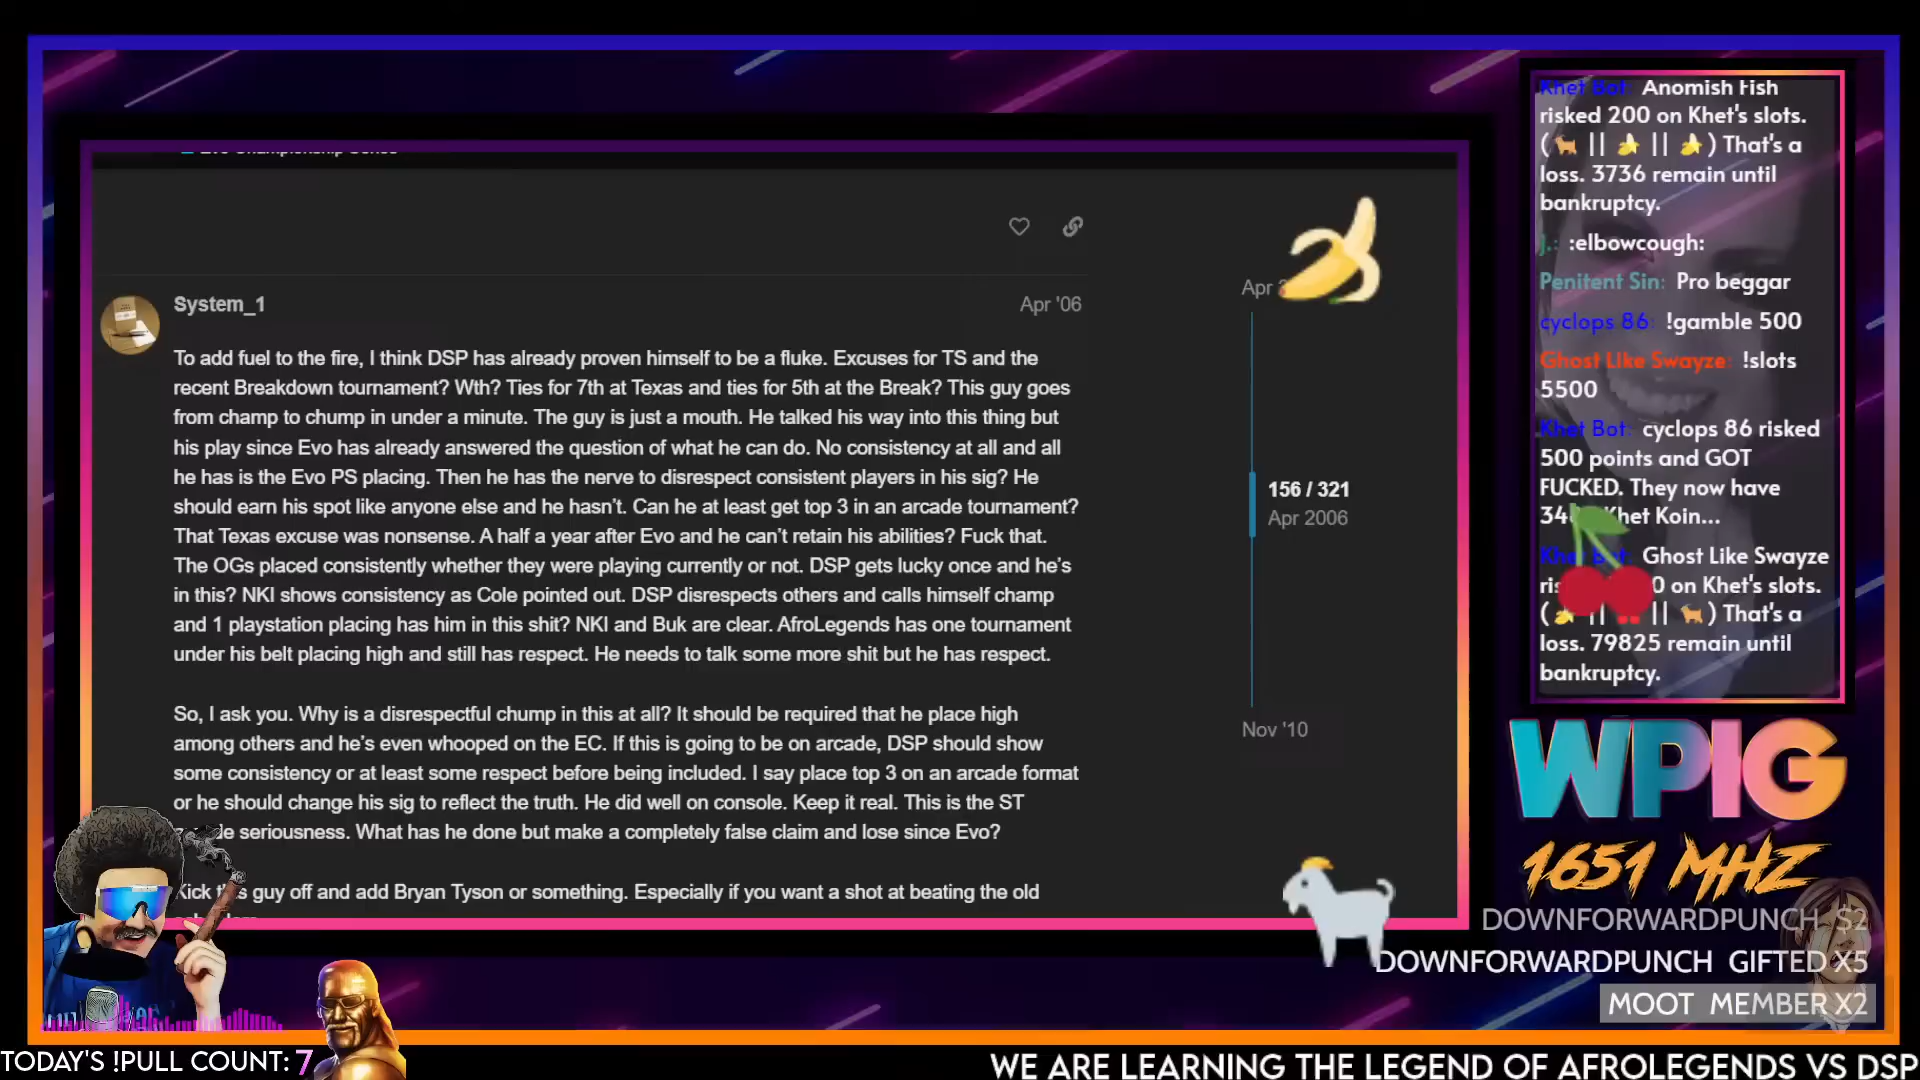 Evo Championship Series
System_1
Apr '06
To add fuel to the fire, I think DSP has already proven himself to be a fluke. Excuses for TS and the
recent Breakdown tournament? Wth? Ties for 7th at Texas and ties for 5th at the Break? This guy goes
from champ to chump in under a minute. The guy is just a mouth. He talked his way into this thing but
his play since Evo has already answered the question of what he can do. No consistency at all and all
he has is the Evo PS placing. Then he has the nerve to disrespect consistent players in his sig? He
should earn his spot like anyone else and he hasn't. Can he at least get top 3 in an arcade tournament?
That Texas excuse was nonsense. A half a year after Evo and he can't retain his abilities? Fuck that.
The OGs placed consistently whether they were playing currently or not. DSP gets lucky once and he's
in this? NKI shows consistency as Cole pointed out. DSP disrespects others and calls himself champ
and 1 playstation placing has him in this shit? NKI and Buk are clear. AfroLegends has one tournament
under his belt placing high and still has respect. He needs to talk some more shit but he has respect.
So, I ask you. Why is a disrespectful chump in this at all? It should be required that he place high
among others and he's even whooped on the EC. If this is going to be on arcade, DSP should show
some consistency or at least some respect before being included. I say place top 3 on an arcade format
or he should change his sig to reflect the truth. He did well on console. Keep it real. This is the ST
seriousness. What has he done but make a completely false claim and lose since Evo?
Kick this guy off and add Bryan Tyson or something. Especially if you want a shot at beating the old
Apr
156 / 321
Apr 2006
Nov '10
Khet Bot: Anomish Fish
risked 200 on Khet's slots.
( || || ) That's a
loss. 3736 remain until
bankruptcy.
J.: :elbowcough:
Penitent Sin: Pro beggar
cyclops 86: !gamble 500
Ghost Like Swayze: !slots
5500
Khet Bot: cyclops 86 risked
500 points and GOT
FUCKED. They now have
Khet Koin...
Khet Bot: Ghost Like Swayze
on Khet's slots.
( || || ) That's a
loss. 79825 remain until
bankruptcy.
WPIG
1651 MHZ
DOWNFORWARDPUNCH $2
DOWNFORWARDPUNCH GIFTED X5
MOOT MEMBER X2
TODAY'S !PULL COUNT: 7
WE ARE LEARNING THE LEGEND OF AFROLEGENDS VS DSP